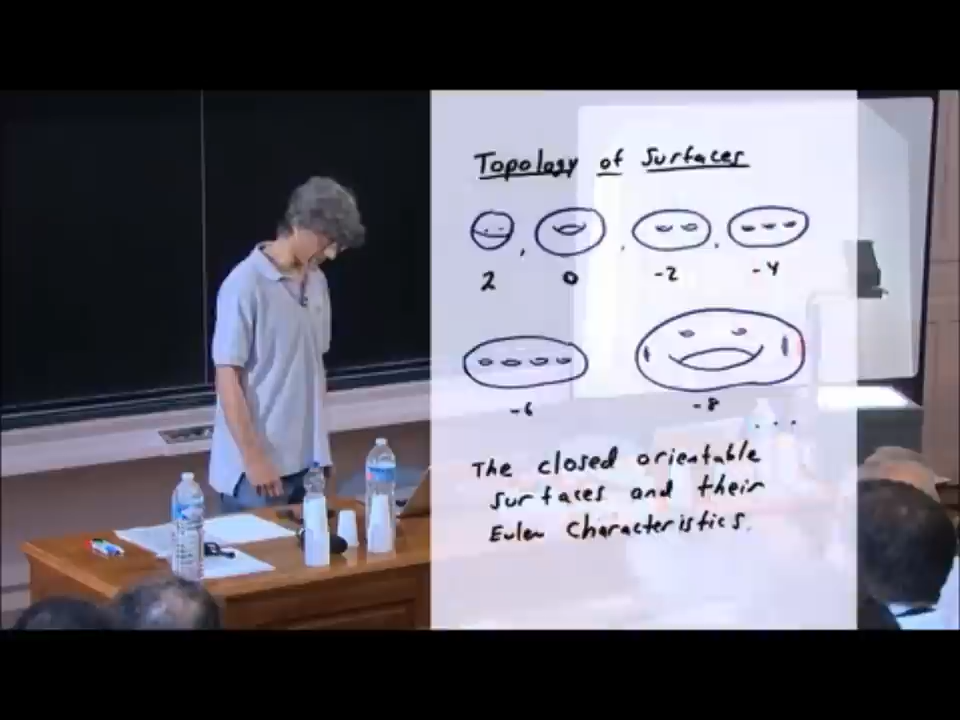 Topology of Surfaces
2 , 0 , -2 , -4
-6 -8 ...
The closed orientable
surfaces and their
Euler Characteristics.